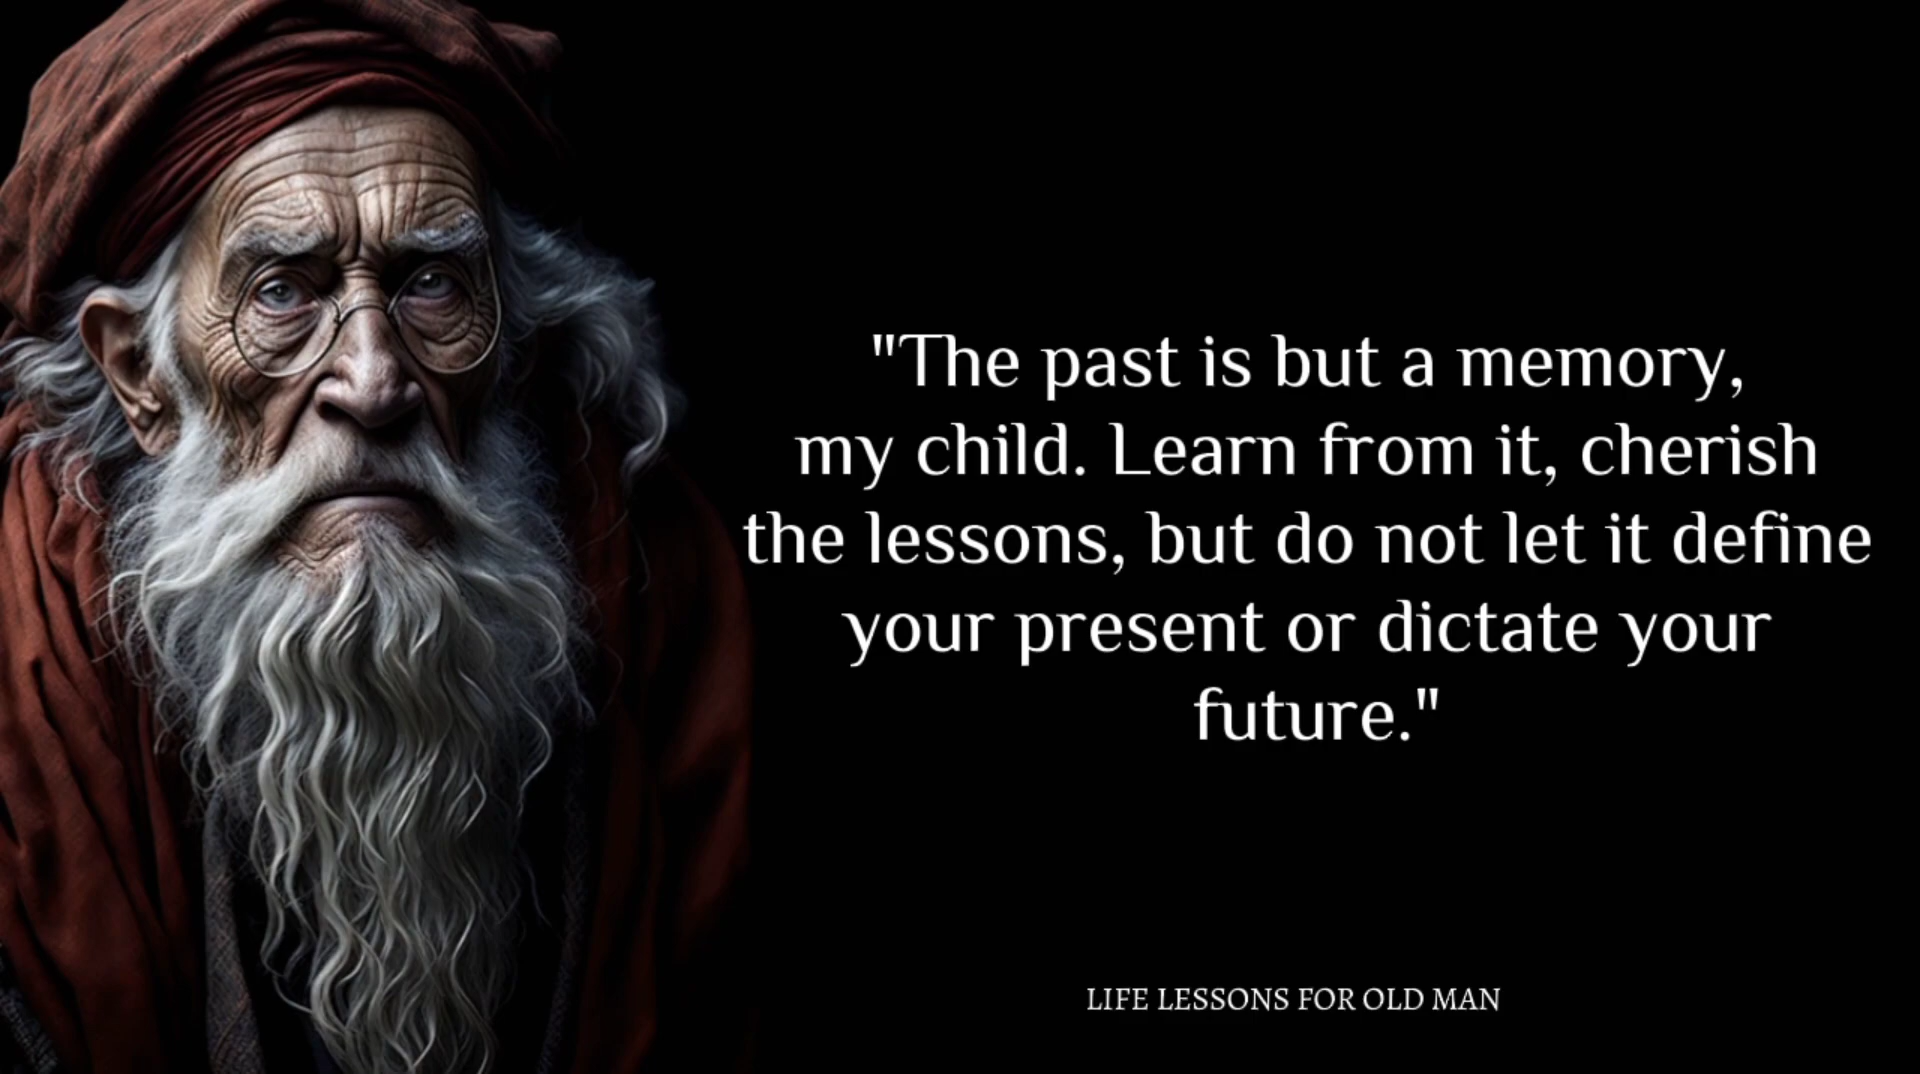 "The past is but a memory,
my child. Learn from it, cherish
the lessons, but do not let it define
your present or dictate your
future."
LIFE LESSONS FOR OLD MAN